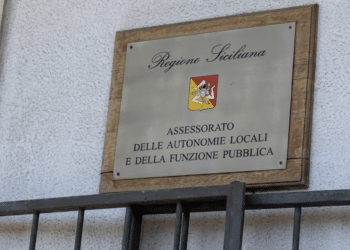 Regione Siciliana
ASSESSORATO
DELLE AUTONOMIE LOCALI
E DELLA FUNZIONE PUBBLICA